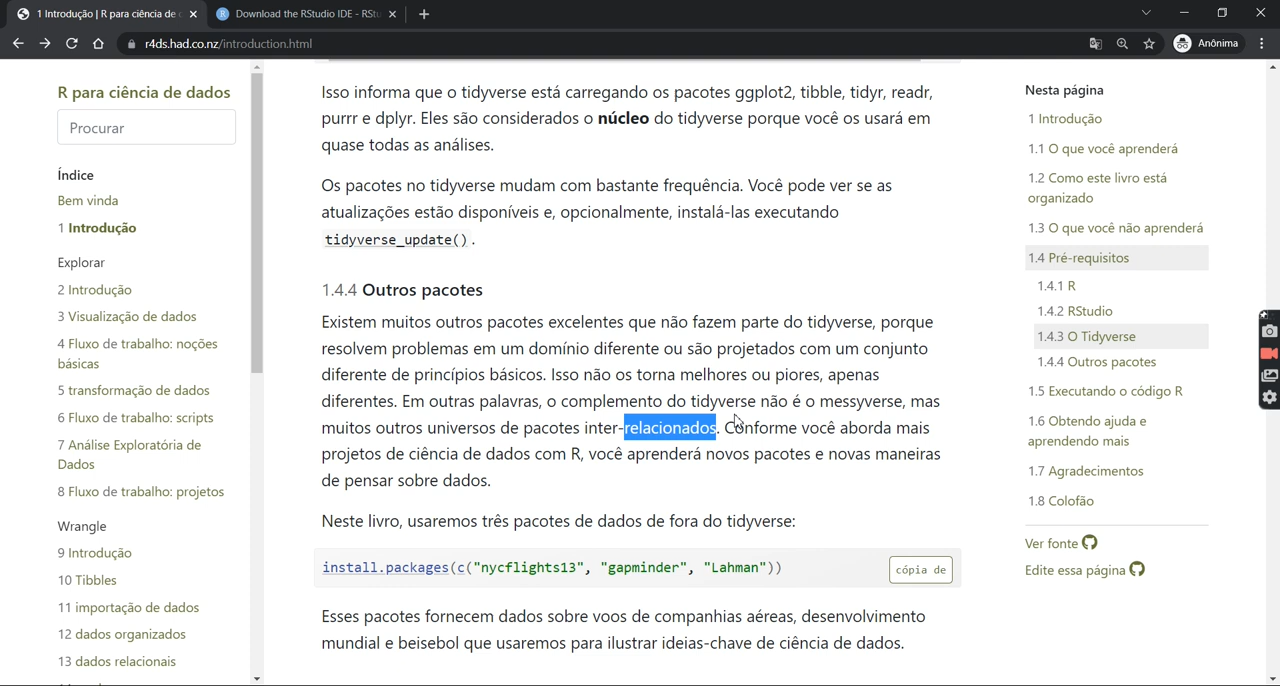 1 Introdução | R para ciência de
Download the RStudio IDE - RStu
r4ds.had.co.nz/introduction.html
Anônima
R para ciência de dados
Procurar
Índice
Bem vinda
1 Introdução
Explorar
2 Introdução
3 Visualização de dados
4 Fluxo de trabalho: noções
básicas
5 transformação de dados
6 Fluxo de trabalho: scripts
7 Análise Exploratória de
Dados
8 Fluxo de trabalho: projetos
Wrangle
9 Introdução
10 Tibbles
11 importação de dados
12 dados organizados
13 dados relacionais
Isso informa que o tidyverse está carregando os pacotes ggplot2, tibble, tidyr, readr,
purrr e dplyr. Eles são considerados o núcleo do tidyverse porque você os usará em
quase todas as análises.
Os pacotes no tidyverse mudam com bastante frequência. Você pode ver se as
atualizações estão disponíveis e, opcionalmente, instalá-las executando
tidyverse_update().
1.4.4 Outros pacotes
Existem muitos outros pacotes excelentes que não fazem parte do tidyverse, porque
resolvem problemas em um domínio diferente ou são projetados com um conjunto
diferente de princípios básicos. Isso não os torna melhores ou piores, apenas
diferentes. Em outras palavras, o complemento do tidyverse não é o messyverse, mas
muitos outros universos de pacotes inter-relacionados. Conforme você aborda mais
projetos de ciência de dados com R, você aprenderá novos pacotes e novas maneiras
de pensar sobre dados.
Neste livro, usaremos três pacotes de dados de fora do tidyverse:
install.packages(c("nycflights13", "gapminder", "Lahman"))
cópia de
Esses pacotes fornecem dados sobre voos de companhias aéreas, desenvolvimento
mundial e beisebol que usaremos para ilustrar ideias-chave de ciência de dados.
Nesta página
1 Introdução
1.1 O que você aprenderá
1.2 Como este livro está
organizado
1.3 O que você não aprenderá
1.4 Pré-requisitos
1.4.1 R
1.4.2 RStudio
1.4.3 O Tidyverse
1.4.4 Outros pacotes
1.5 Executando o código R
1.6 Obtendo ajuda e
aprendendo mais
1.7 Agradecimentos
1.8 Colofão
Ver fonte
Edite essa página